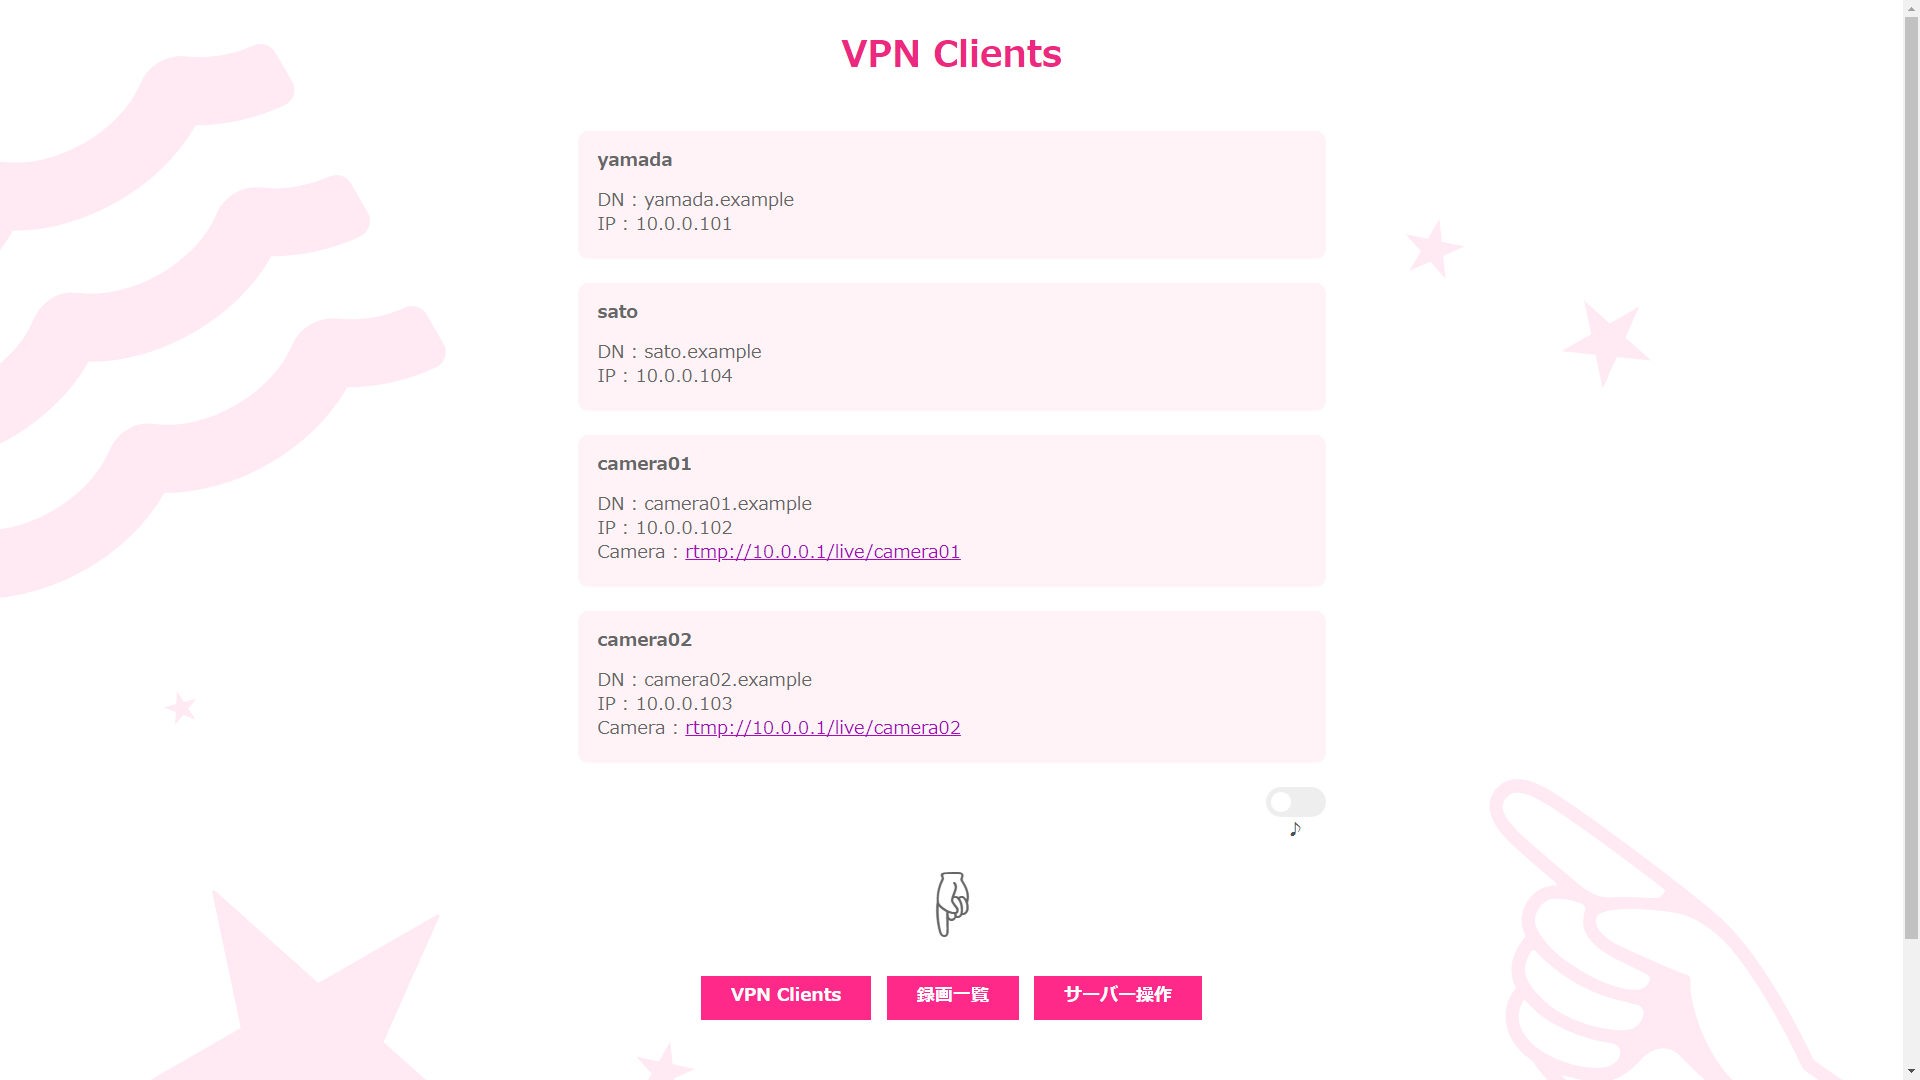 VPN Clients
yamada
DN : yamada.example
IP : 10.0.0.101
sato
DN : sato.example
IP : 10.0.0.104
camera01
DN : camera01.example
IP : 10.0.0.102
Camera : rtmp://10.0.0.1/live/camera01
camera02
DN : camera02.example
IP : 10.0.0.103
Camera : rtmp://10.0.0.1/live/camera02
♪
VPN Clients
録画一覧
サーバー操作